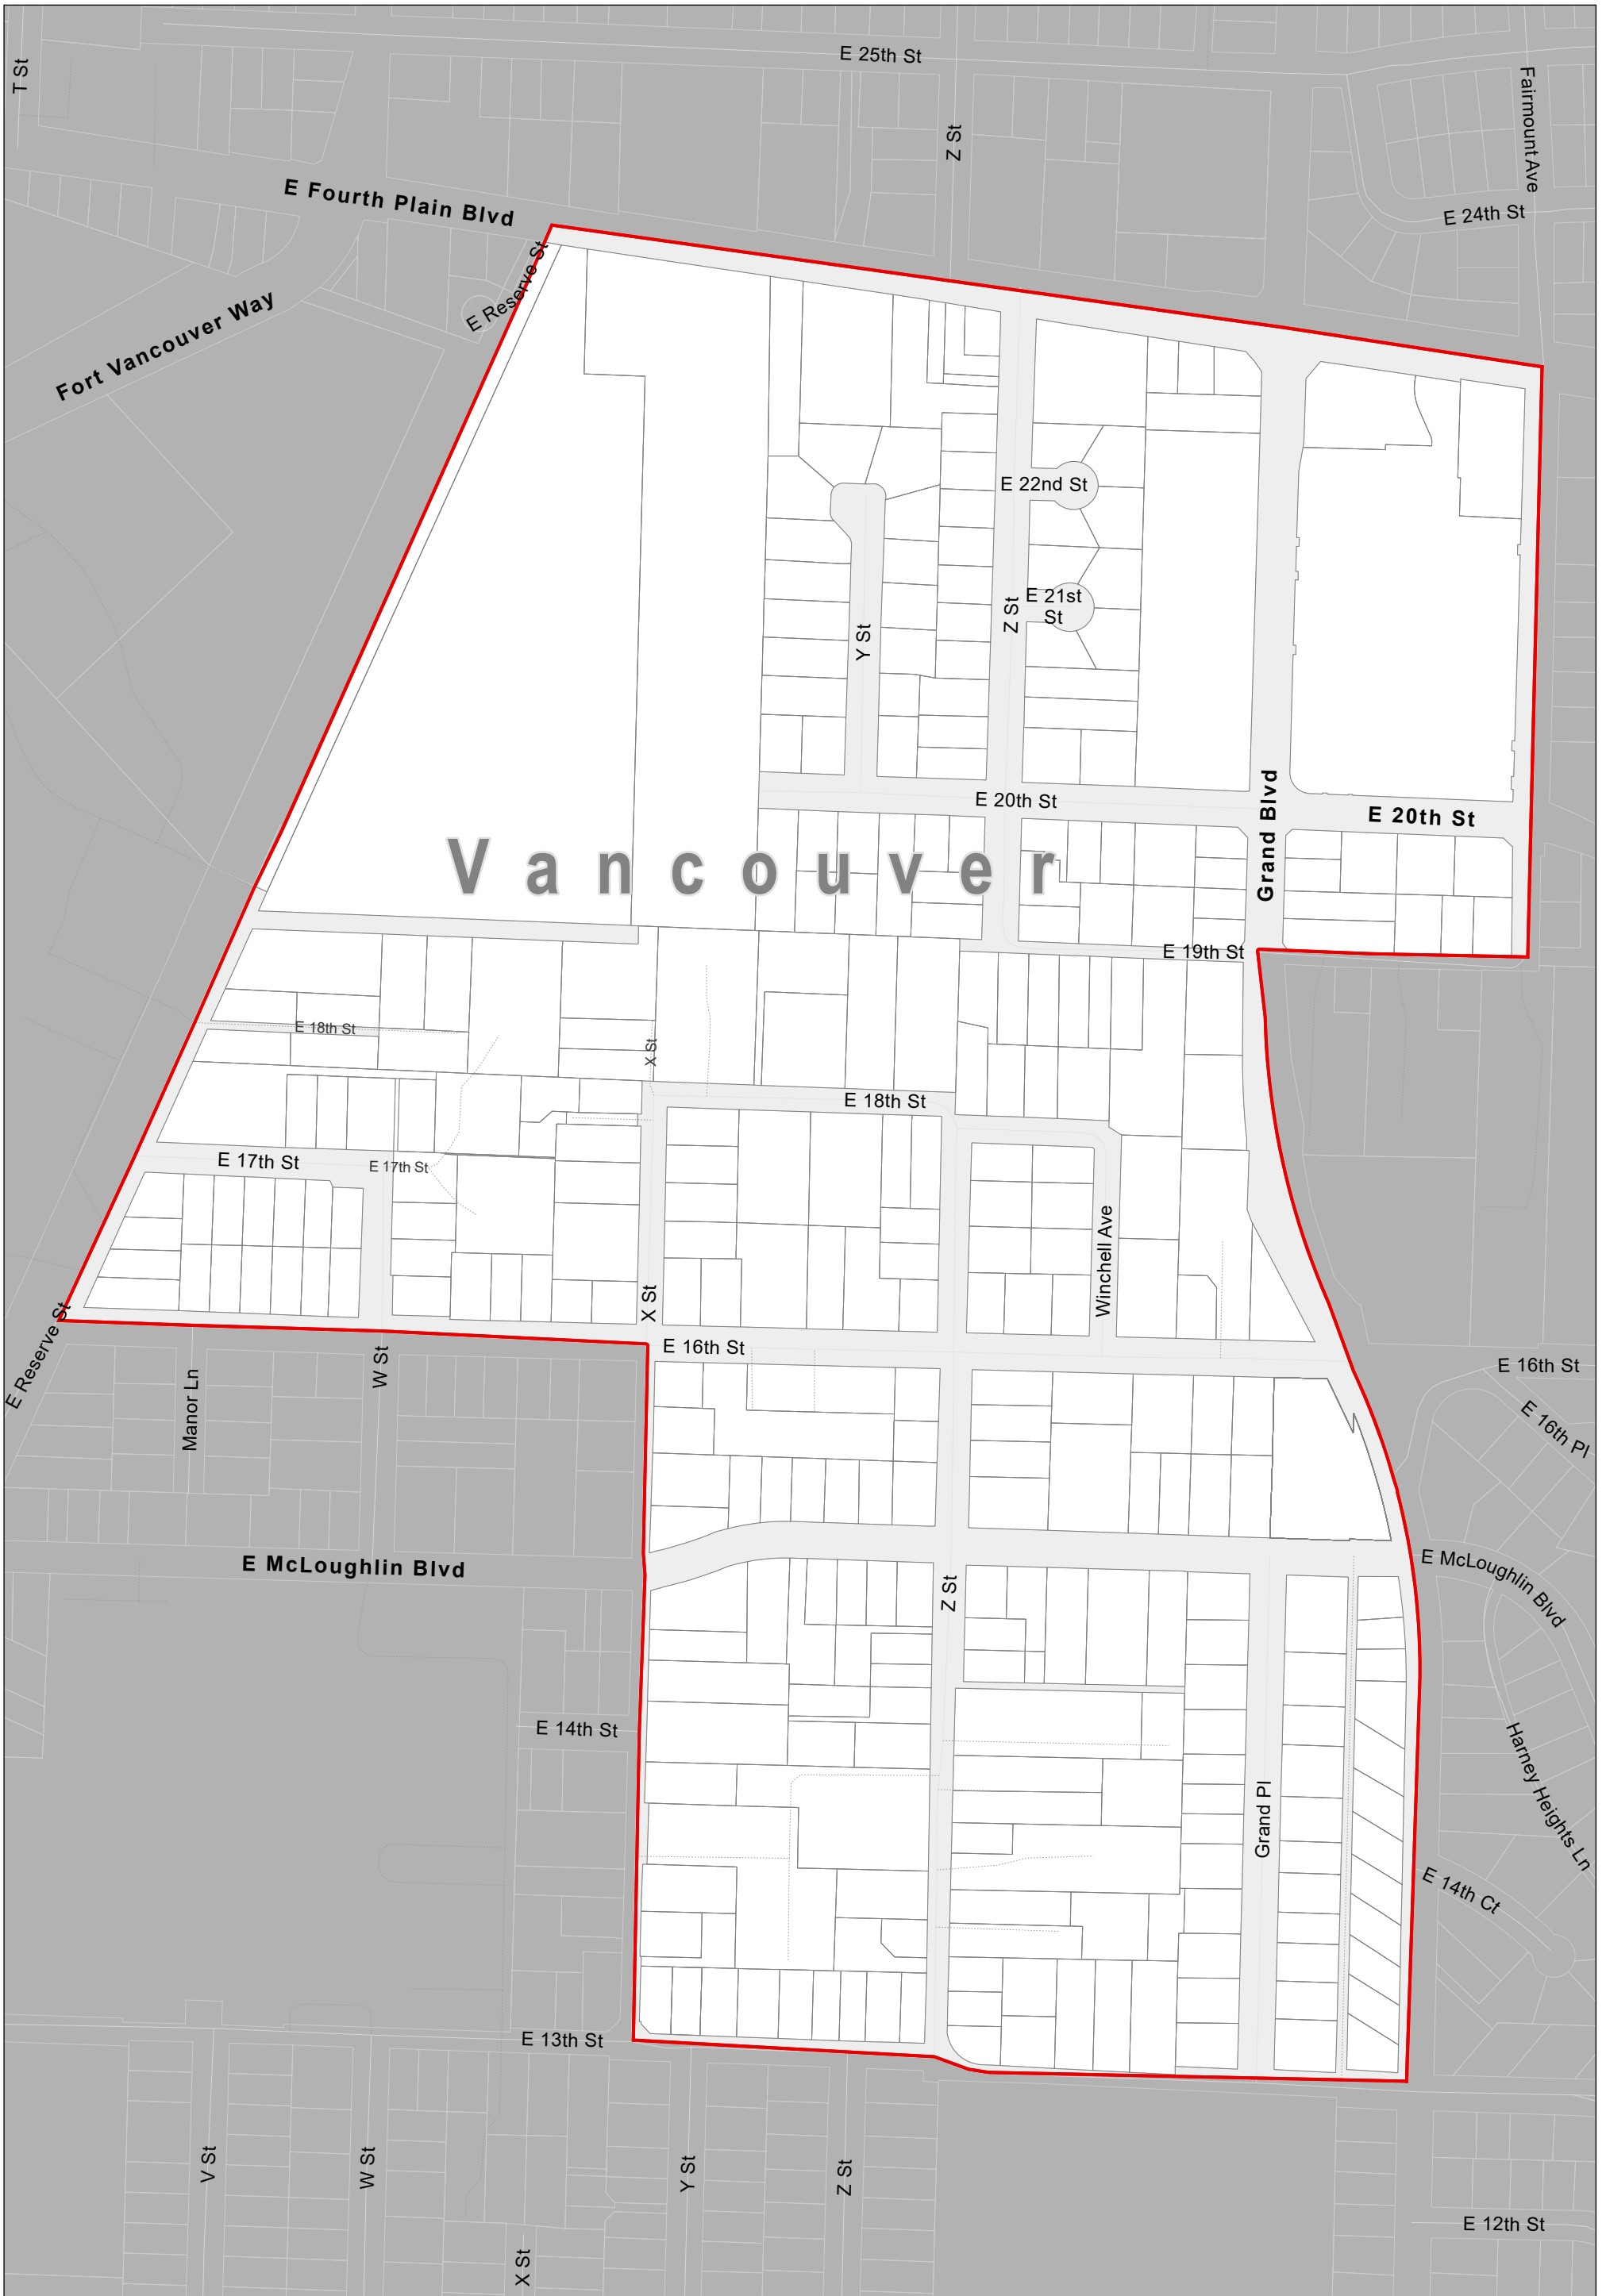 E 25th St
T St
Fairmount Ave
Z St
E Fourth Plain Blvd
E 24th St
E Reserve St
Fort Vancouver Way
E 22nd St
E 21st
St
Z St
Y St
E 20th St
Grand Blvd
E 20th St
Vancouver
E 19th St
E 18th St
X St
E 18th St
E 17th St
E 17th St
Winchell Ave
X St
E Reserve St
E 16th St
W St
Manor Ln
E 16th St
E 16th Pl
E McLoughlin Blvd
E McLoughlin Blvd
Z St
E 14th St
Harney Heights Ln
Grand Pl
E 14th Ct
E 13th St
V St
W St
Y St
Z St
E 12th St
X St